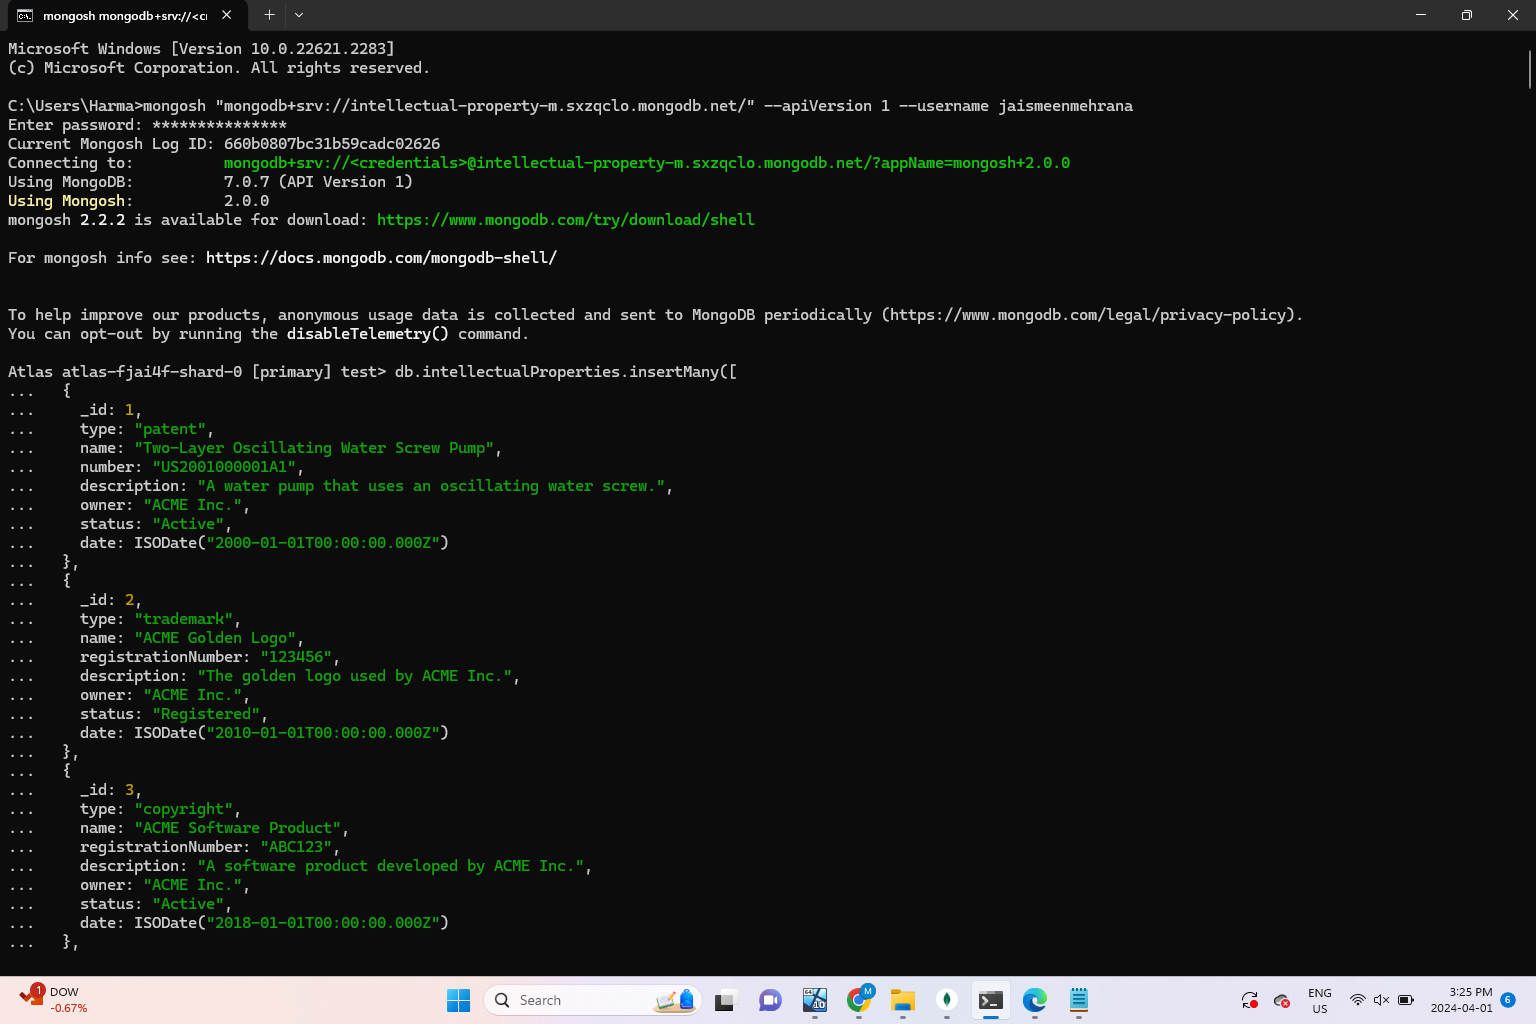 mongosh mongodb+srv://<c
Microsoft Windows [Version 10.0.22621.2283]
(c) Microsoft Corporation. All rights reserved.
C:\Users\Harma>mongosh "mongodb+srv://intellectual-property-m.sxzqclo.mongodb.net/" --apiVersion 1 --username jaismeenmehrana
Enter password: ***************
Current Mongosh Log ID: 660b0807bc31b59cadc02626
Connecting to: mongodb+srv://<credentials>@intellectual-property-m.sxzqclo.mongodb.net/?appName=mongosh+2.0.0
Using MongoDB: 7.0.7 (API Version 1)
Using Mongosh: 2.0.0
mongosh 2.2.2 is available for download: https://www.mongodb.com/try/download/shell
For mongosh info see: https://docs.mongodb.com/mongodb-shell/
To help improve our products, anonymous usage data is collected and sent to MongoDB periodically (https://www.mongodb.com/legal/privacy-policy).
You can opt-out by running the disableTelemetry() command.
Atlas atlas-fjai4f-shard-0 [primary] test> db.intellectualProperties.insertMany([
... {
... _id: 1,
... type: "patent",
... name: "Two-Layer Oscillating Water Screw Pump",
... number: "US2001000001A1",
... description: "A water pump that uses an oscillating water screw.",
... owner: "ACME Inc.",
... status: "Active",
... date: ISODate("2000-01-01T00:00:00.000Z")
... },
... {
... _id: 2,
... type: "trademark",
... name: "ACME Golden Logo",
... registrationNumber: "123456",
... description: "The golden logo used by ACME Inc.",
... owner: "ACME Inc.",
... status: "Registered",
... date: ISODate("2010-01-01T00:00:00.000Z")
... },
... {
... _id: 3,
... type: "copyright",
... name: "ACME Software Product",
... registrationNumber: "ABC123",
... description: "A software product developed by ACME Inc.",
... owner: "ACME Inc.",
... status: "Active",
... date: ISODate("2018-01-01T00:00:00.000Z")
... },
1 DOW
-0.67%
Search
64
10
M
ENG
US
3:25 PM
2024-04-01
6